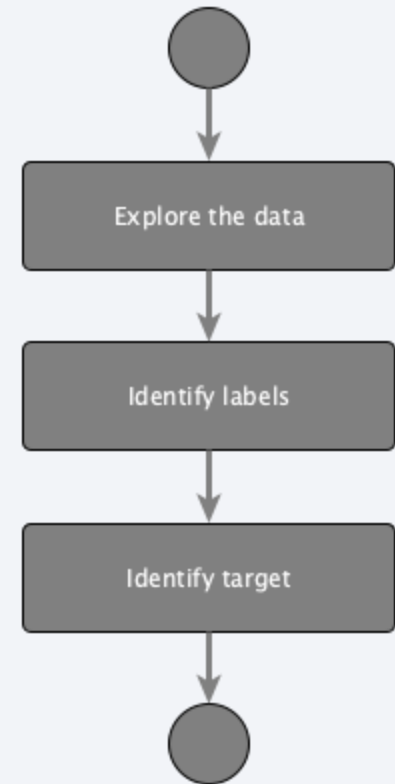 Explore the data
Identify labels
Identify target